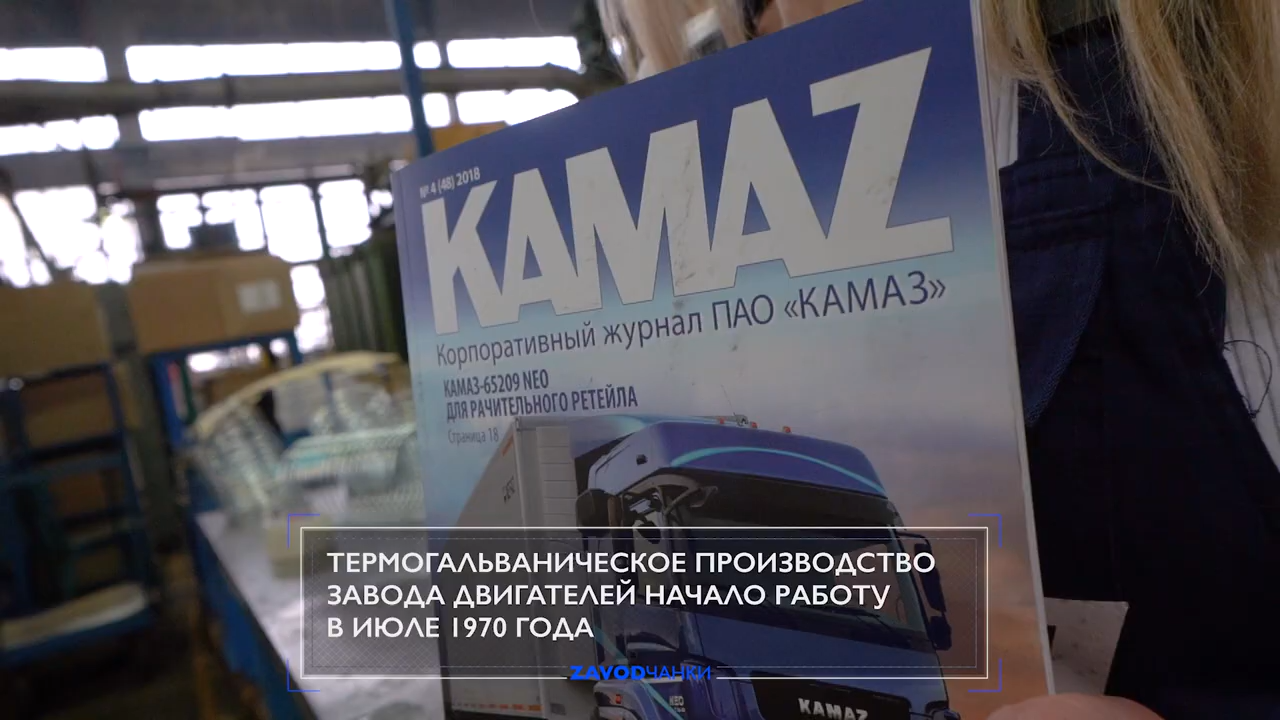 № 4 (48) 2018
KAMAZ
Корпоративный журнал ПАО «КАМАЗ»
КАМАЗ-65209 NEO
ДЛЯ РАЧИТЕЛЬНОГО РЕТЕЙЛА
Страница 18
ТЕРМОГАЛЬВАНИЧЕСКОЕ ПРОИЗВОДСТВО
ЗАВОДА ДВИГАТЕЛЕЙ НАЧАЛО РАБОТУ
В ИЮЛЕ 1970 ГОДА
ZAVODЧАНКИ
KAMAZ